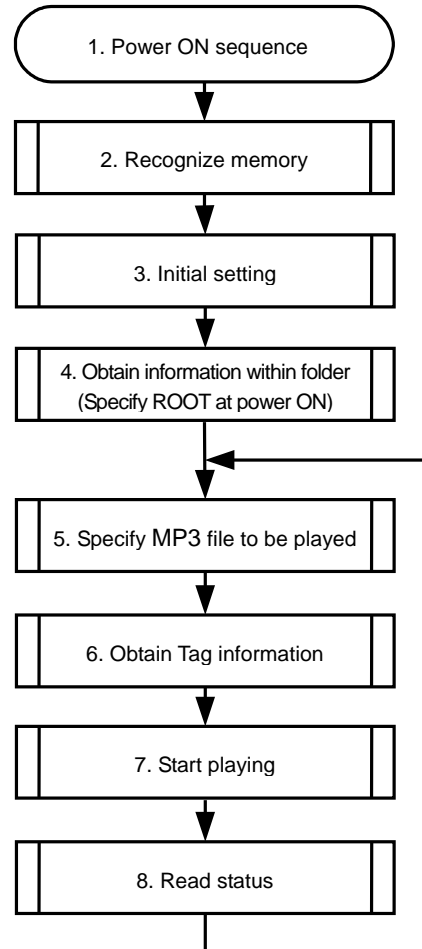 1. Power ON sequence
2. Recognize memory
3. Initial setting
4. Obtain information within folder
(Specify ROOT at power ON)
5. Specify MP3 file to be played
6. Obtain Tag information
7. Start playing
8. Read status